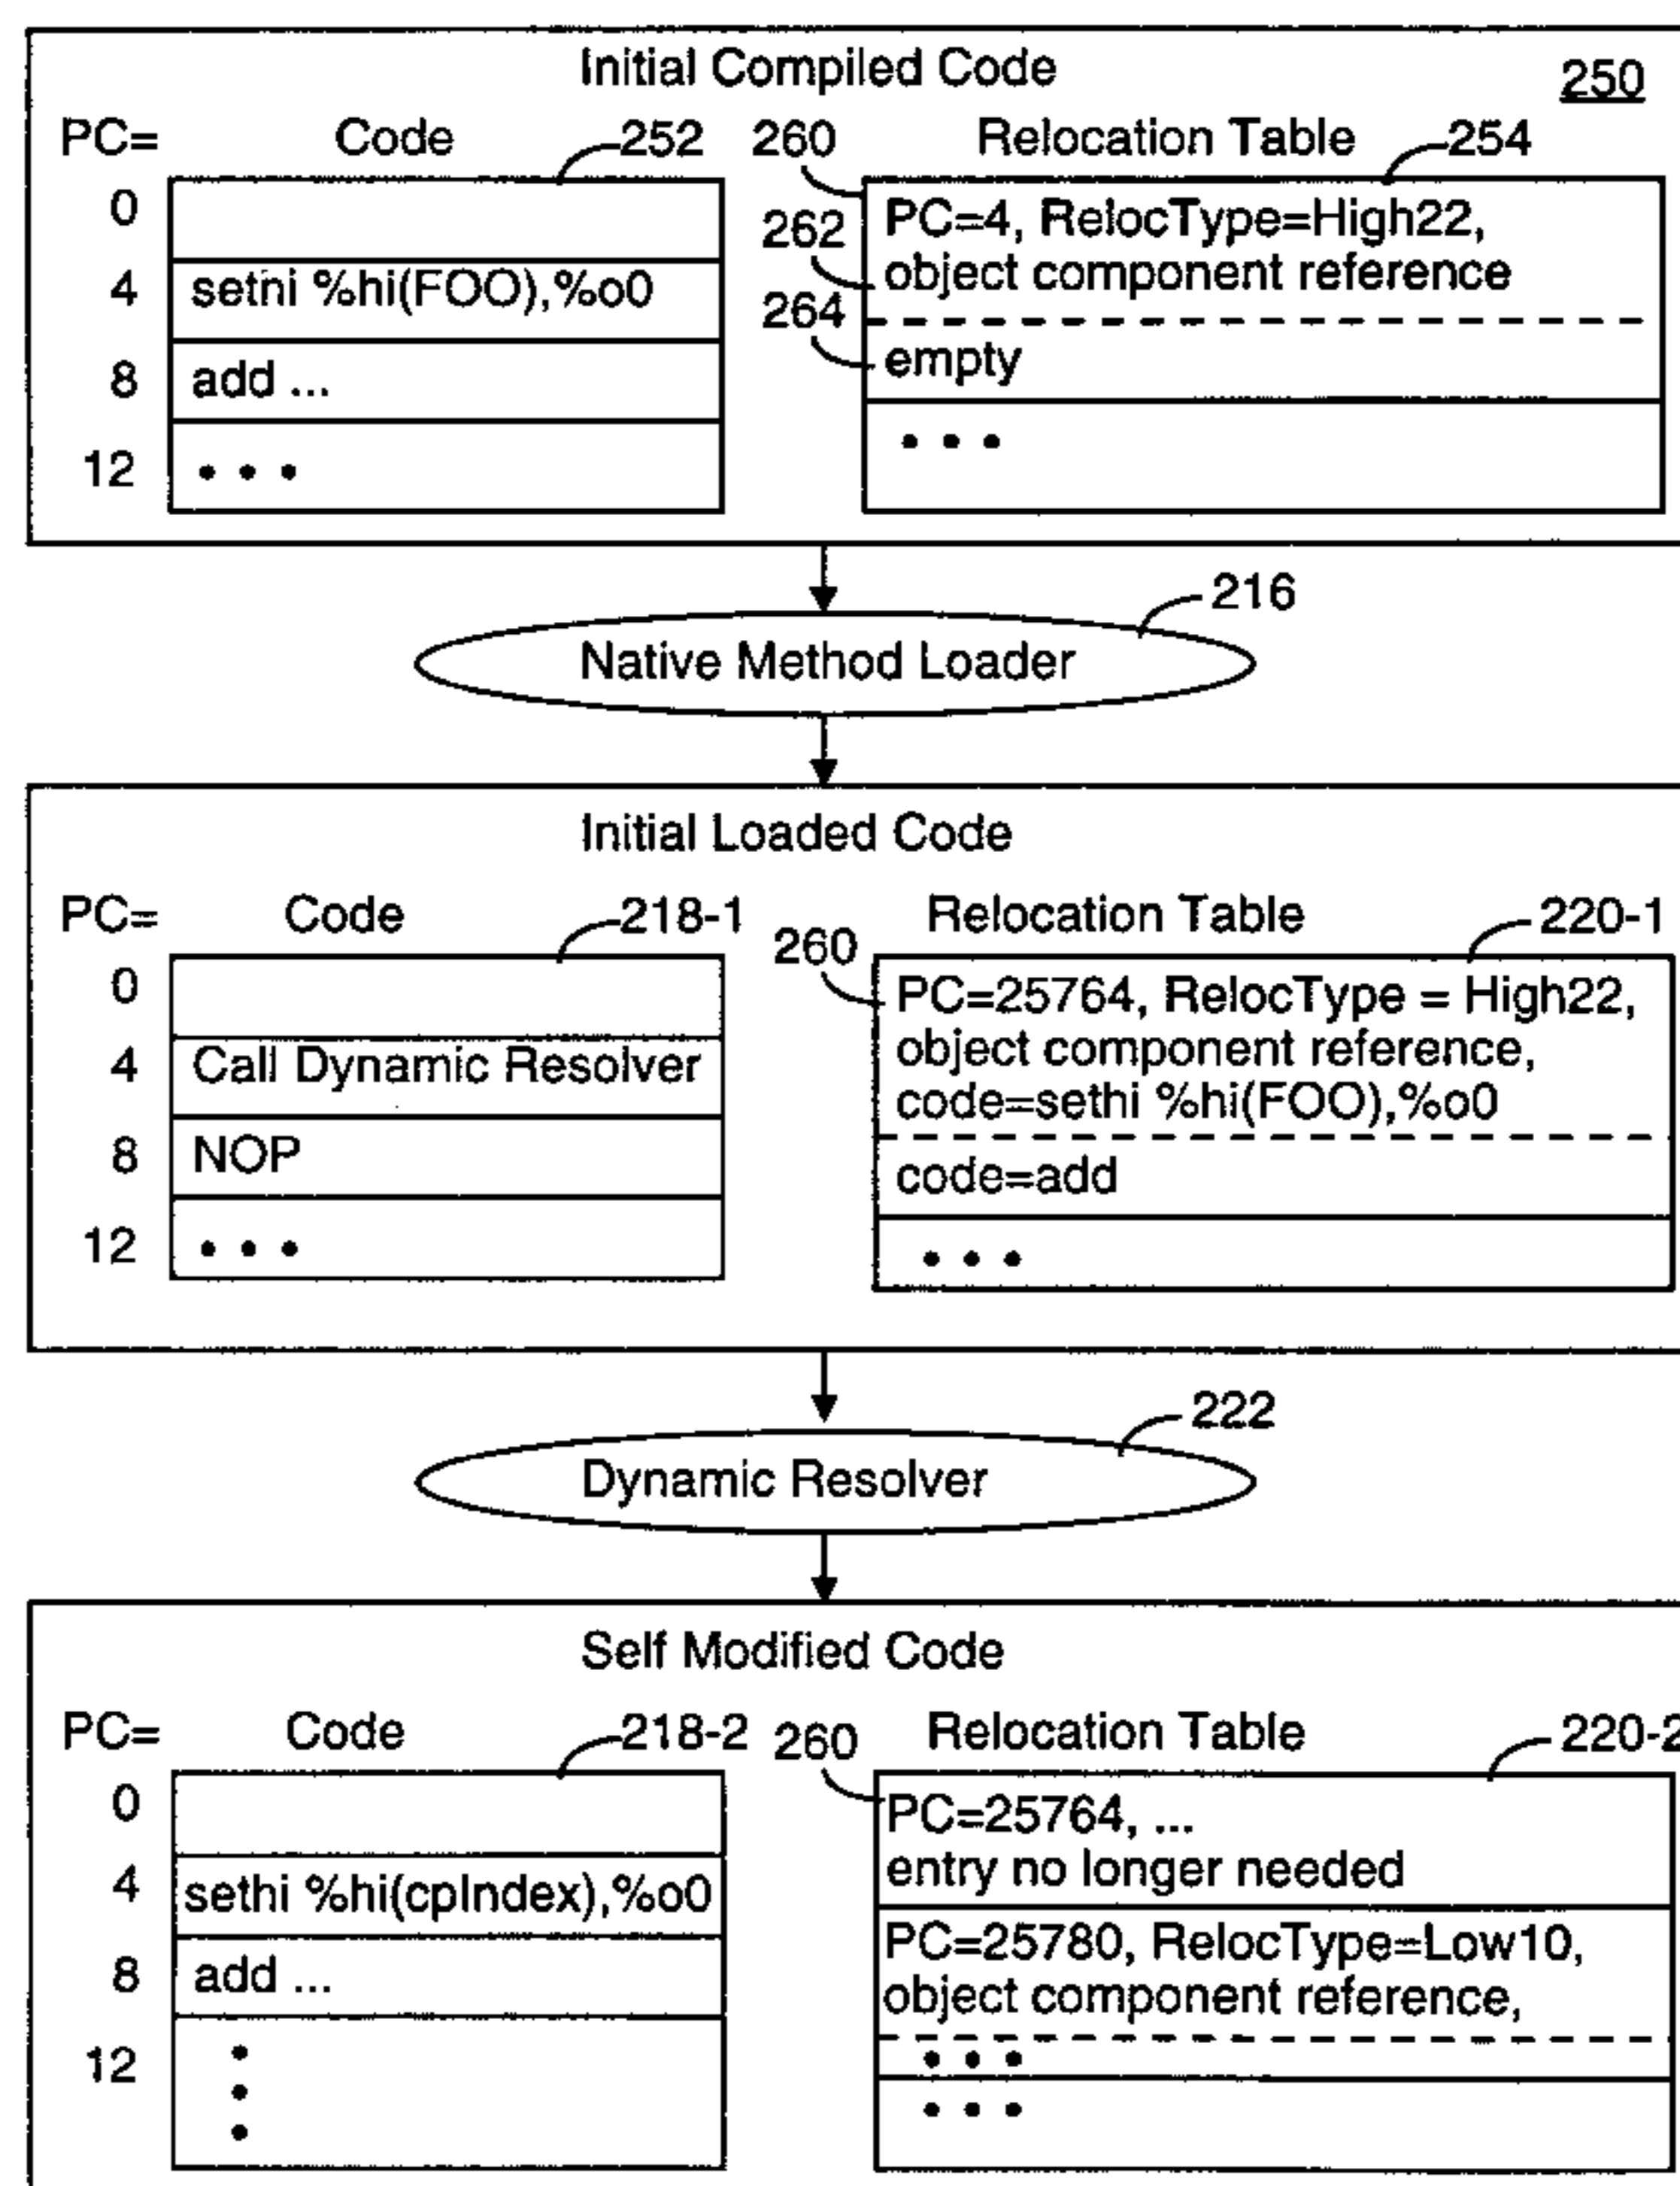 Initial Compiled Code
250
PC= Code 252 260 Relocation Table 254
0
4 setni %hi(FOO),%o0
8 add ...
12 • • •
262
264
PC=4, RelocType=High22,
object component reference
empty
• • •
216
Native Method Loader
Initial Loaded Code
PC= Code 218-1 260 Relocation Table 220-1
0
4 Call Dynamic Resolver
8 NOP
12 • • •
PC=25764, RelocType = High22,
object component reference,
code=sethi %hi(FOO),%o0
code=add
• • •
222
Dynamic Resolver
Self Modified Code
PC= Code 218-2 260 Relocation Table 220-2
0
4 sethi %hi(cpIndex),%o0
8 add ...
12
PC=25764, ...
entry no longer needed
PC=25780, RelocType=Low10,
object component reference,
• • •
• • •